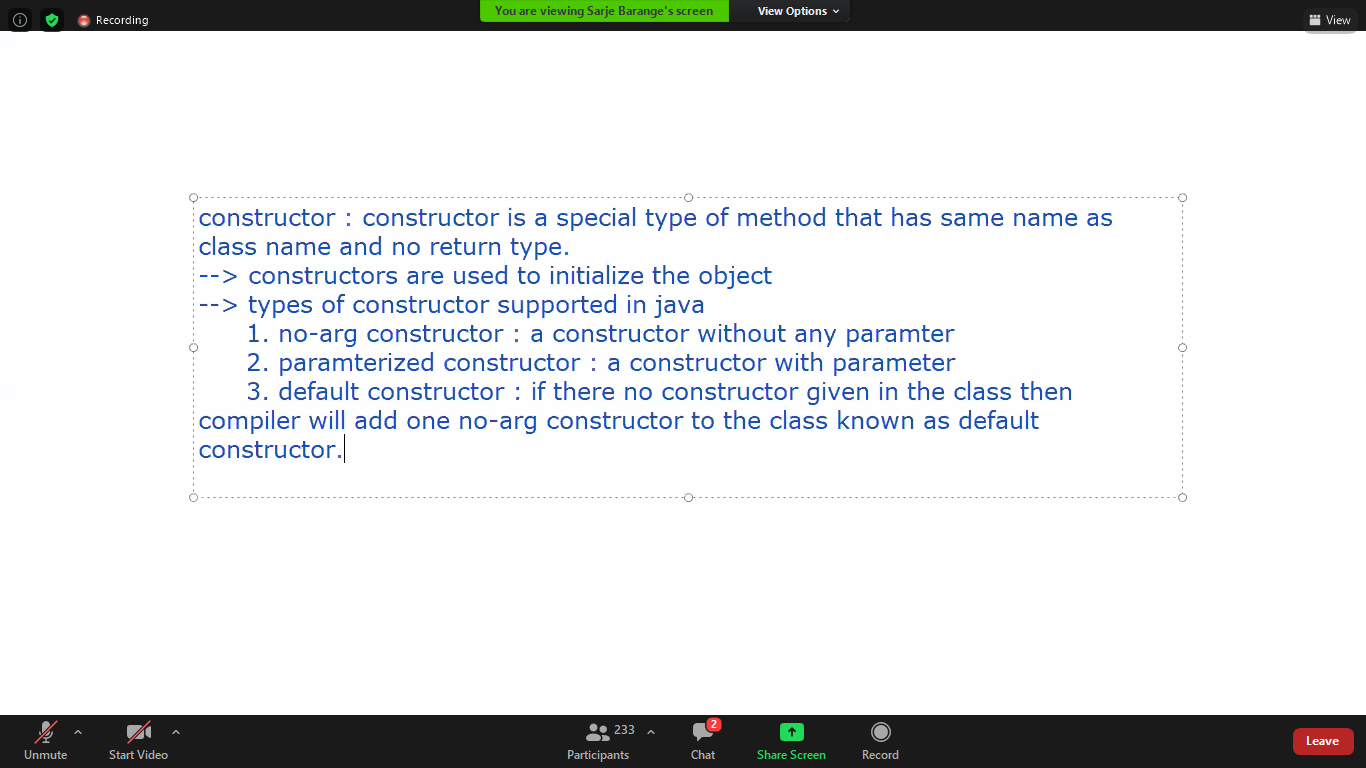 Recording
You are viewing Sarje Barange's screen
View Options
View
constructor : constructor is a special type of method that has same name as
class name and no return type.
--> constructors are used to initialize the object
--> types of constructor supported in java
1. no-arg constructor : a constructor without any paramter
2. paramterized constructor : a constructor with parameter
3. default constructor : if there no constructor given in the class then
compiler will add one no-arg constructor to the class known as default
constructor.
Unmute
Start Video
233
Participants
2
Chat
Share Screen
Record
Leave